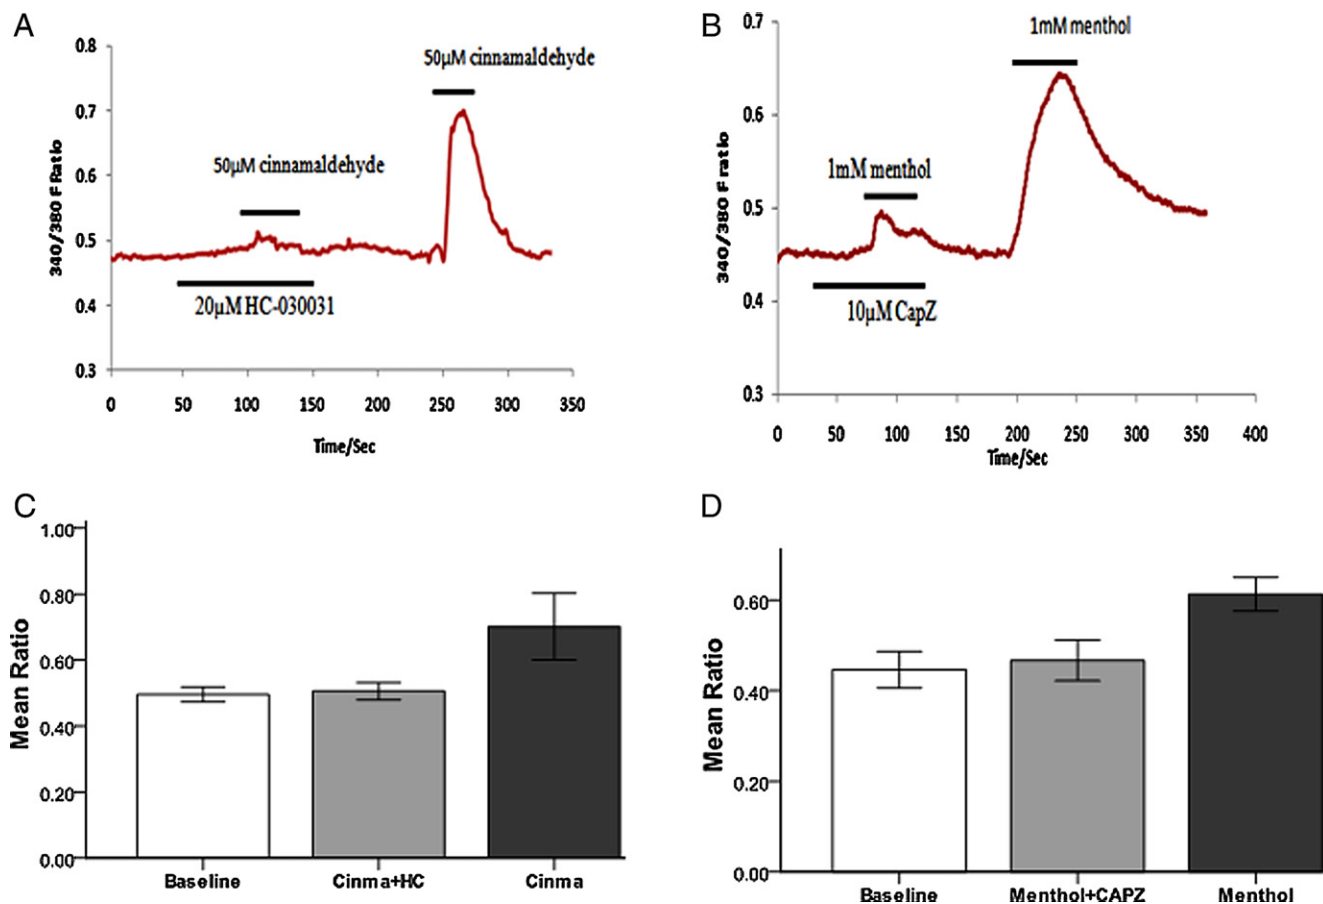 A
50µM cinnamaldehyde
50µM cinnamaldehyde
20µM HC-030031
340/380 F Ratio
0.8
0.7
0.6
0.5
0.4
0.3
0 50 100 150 200 250 300 350
Time/Sec
B
1mM menthol
1mM menthol
10µM CapZ
340/380 F ratio
0.7
0.6
0.5
0.4
0.3
0 50 100 150 200 250 300 350 400
Time/Sec
C
Mean Ratio
1.00
0.80
0.60
0.40
0.20
0.00
Baseline Cinma+HC Cinma
D
Mean Ratio
0.60
0.40
0.20
0.00
Baseline Menthol+CAPZ Menthol